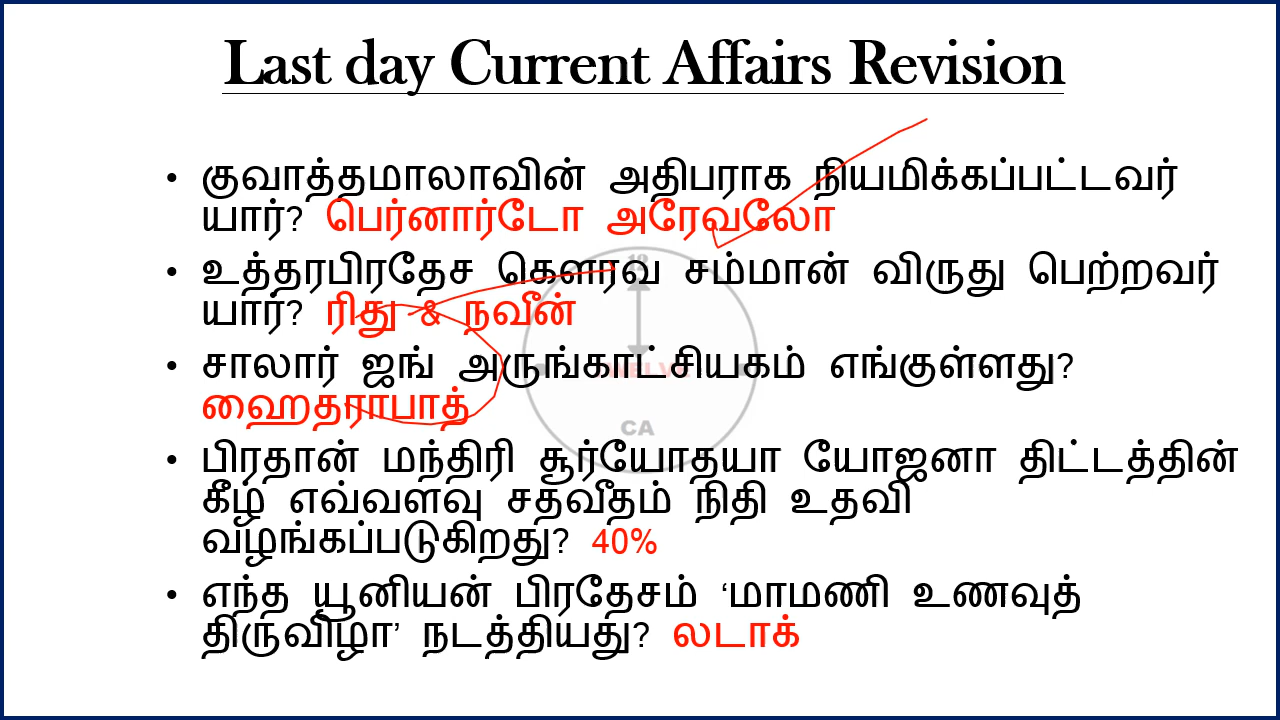 Last day Current Affairs Revision
• குவாத்தமாலாவின் அதிபராக நியமிக்கப்பட்டவர்
யார்? பெர்னார்டோ அரேவலோ
• உத்தரபிரதேச கௌரவ சம்மான் விருது பெற்றவர்
யார்? ரிது & நவீன்
• சாலார் ஜங் அருங்காட்சியகம் எங்குள்ளது?
ஹைதராபாத்
• பிரதான் மந்திரி சூர்யோதயா யோஜனா திட்டத்தின்
கீழ் எவ்வளவு சதவீதம் நிதி உதவி
வழங்கப்படுகிறது? 40%
• எந்த யூனியன் பிரதேசம் ‘மாமணி உணவுத்
திருவிழா’ நடத்தியது? லடாக்
12
CA